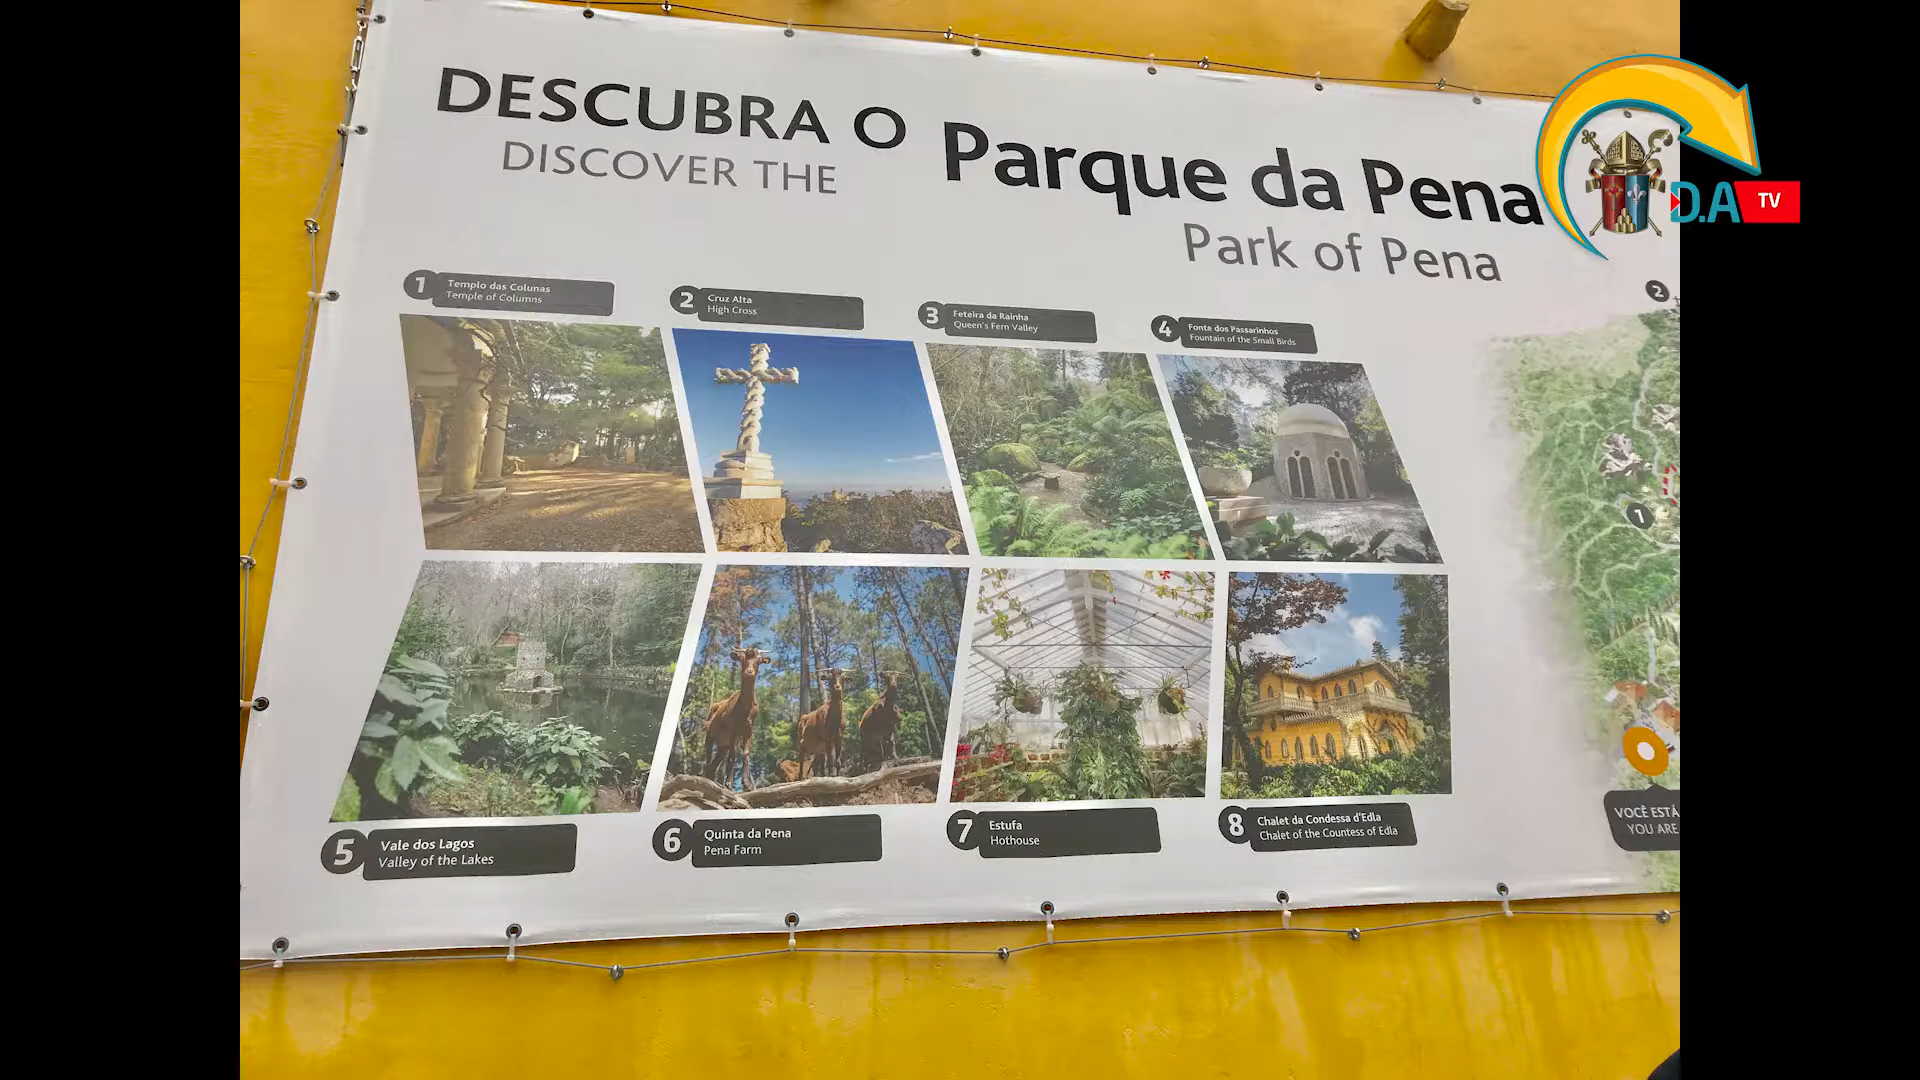 DESCUBRA O Parque da Pena
DISCOVER THE Park of Pena
D.A TV
1 Templo das Colunas
Temple of Columns
2 Cruz Alta
High Cross
3 Feteira da Rainha
Queen's Fern Valley
4 Fonte dos Passarinhos
Fountain of the Small Birds
2
1
5 Vale dos Lagos
Valley of the Lakes
6 Quinta da Pena
Pena Farm
7 Estufa
Hothouse
8 Chalet da Condessa d'Edla
Chalet of the Countess of Edla
VOCÊ ESTÁ
YOU ARE